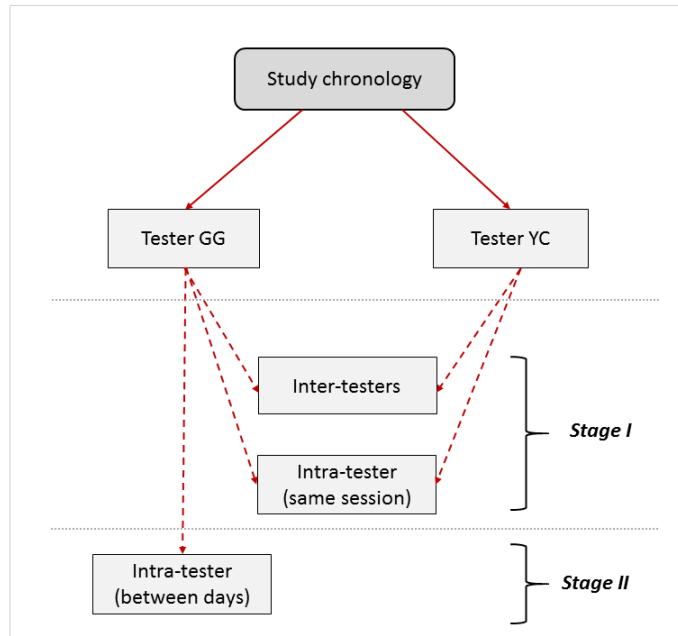 Study chronology
Tester GG
Tester YC
Inter-testers
Stage I
Intra-tester
(same session)
Intra-tester
(between days)
Stage II